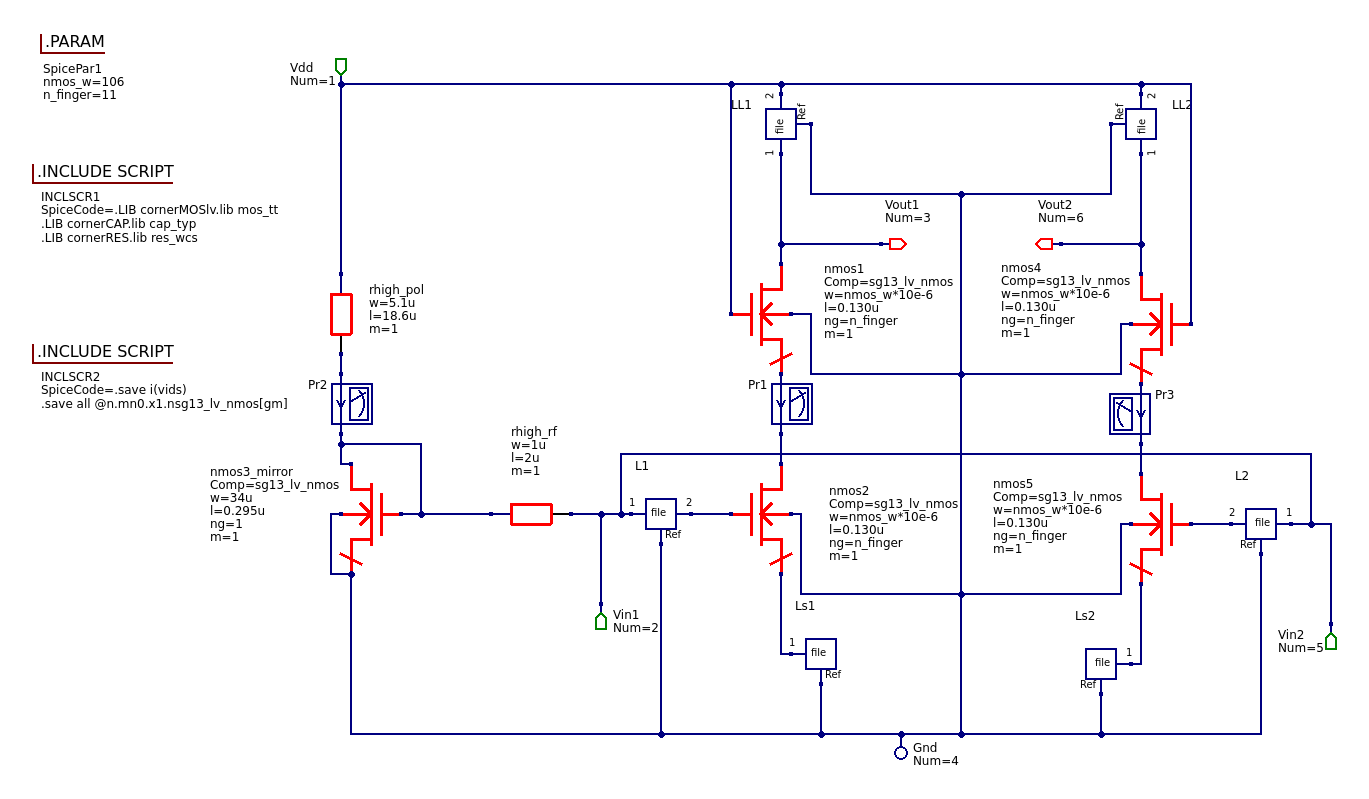 .PARAM
SpicePar1
nmos_w=106
n_finger=11
Vdd
Num=1
.INCLUDE SCRIPT
INCLSCR1
SpiceCode=.LIB cornerMOSlv.lib mos_tt
.LIB cornerCAP.lib cap_typ
.LIB cornerRES.lib res_wcs
.INCLUDE SCRIPT
INCLSCR2
SpiceCode=.save i(vids)
.save all @n.mn0.x1.nsg13_lv_nmos[gm]
rhigh_pol
w=5.1u
l=18.6u
m=1
Pr2
nmos3_mirror
Comp=sg13_lv_nmos
w=34u
l=0.295u
ng=1
m=1
rhigh_rf
w=1u
l=2u
m=1
LL1
2
file
Ref
1
LL2
2
file
Ref
1
Vout1
Num=3
Vout2
Num=6
nmos1
Comp=sg13_lv_nmos
w=nmos_w*10e-6
l=0.130u
ng=n_finger
m=1
nmos4
Comp=sg13_lv_nmos
w=nmos_w*10e-6
l=0.130u
ng=n_finger
m=1
Pr1
Pr3
L1
1
file
2
Ref
nmos2
Comp=sg13_lv_nmos
w=nmos_w*10e-6
l=0.130u
ng=n_finger
m=1
nmos5
Comp=sg13_lv_nmos
w=nmos_w*10e-6
l=0.130u
ng=n_finger
m=1
L2
2
file
1
Ref
Vin1
Num=2
Ls1
1
file
Ref
Ls2
file
1
Ref
Vin2
Num=5
Gnd
Num=4